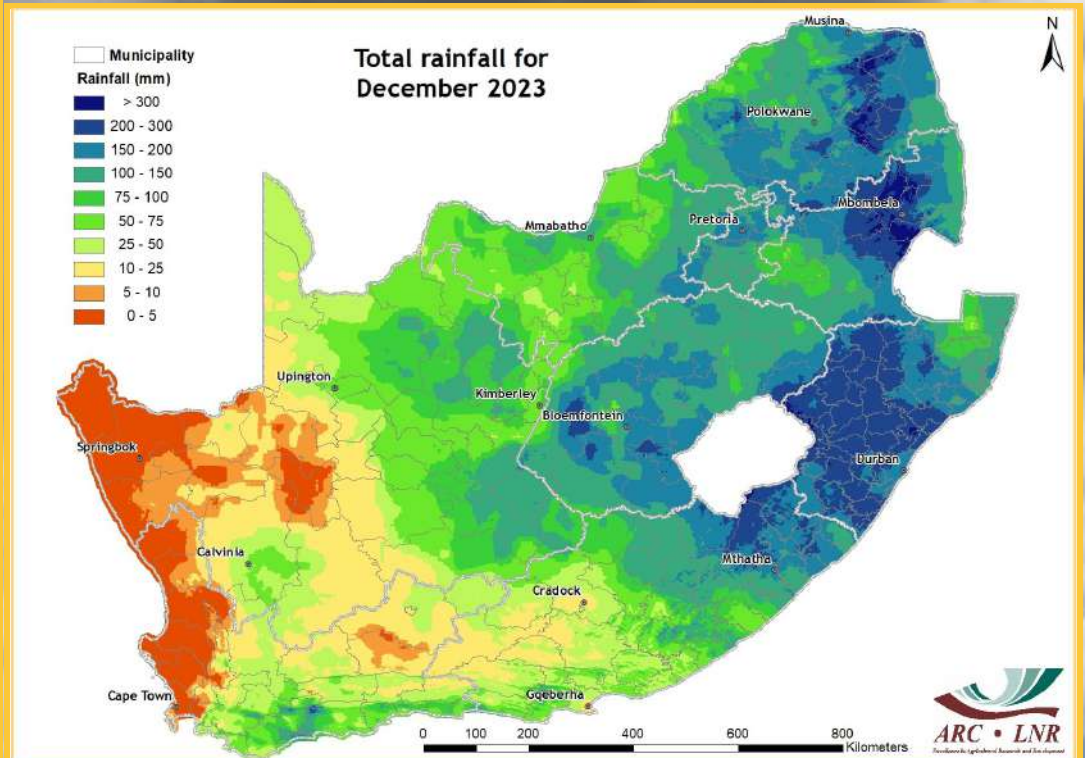 Total rainfall for
December 2023
Municipality
Rainfall (mm)
> 300
200 - 300
150 - 200
100 - 150
75 - 100
50 - 75
25 - 50
10 - 25
5 - 10
0 - 5
N
Musina
Polokwane
Mbombela
Pretoria
Mmabatho
Upington
Kimberley
Bloemfontein
Springbok
Durban
Calvinia
Mthatha
Cradock
Cape Town
Gqeberha
0 100 200 400 600 800
Kilometers
ARC • LNR